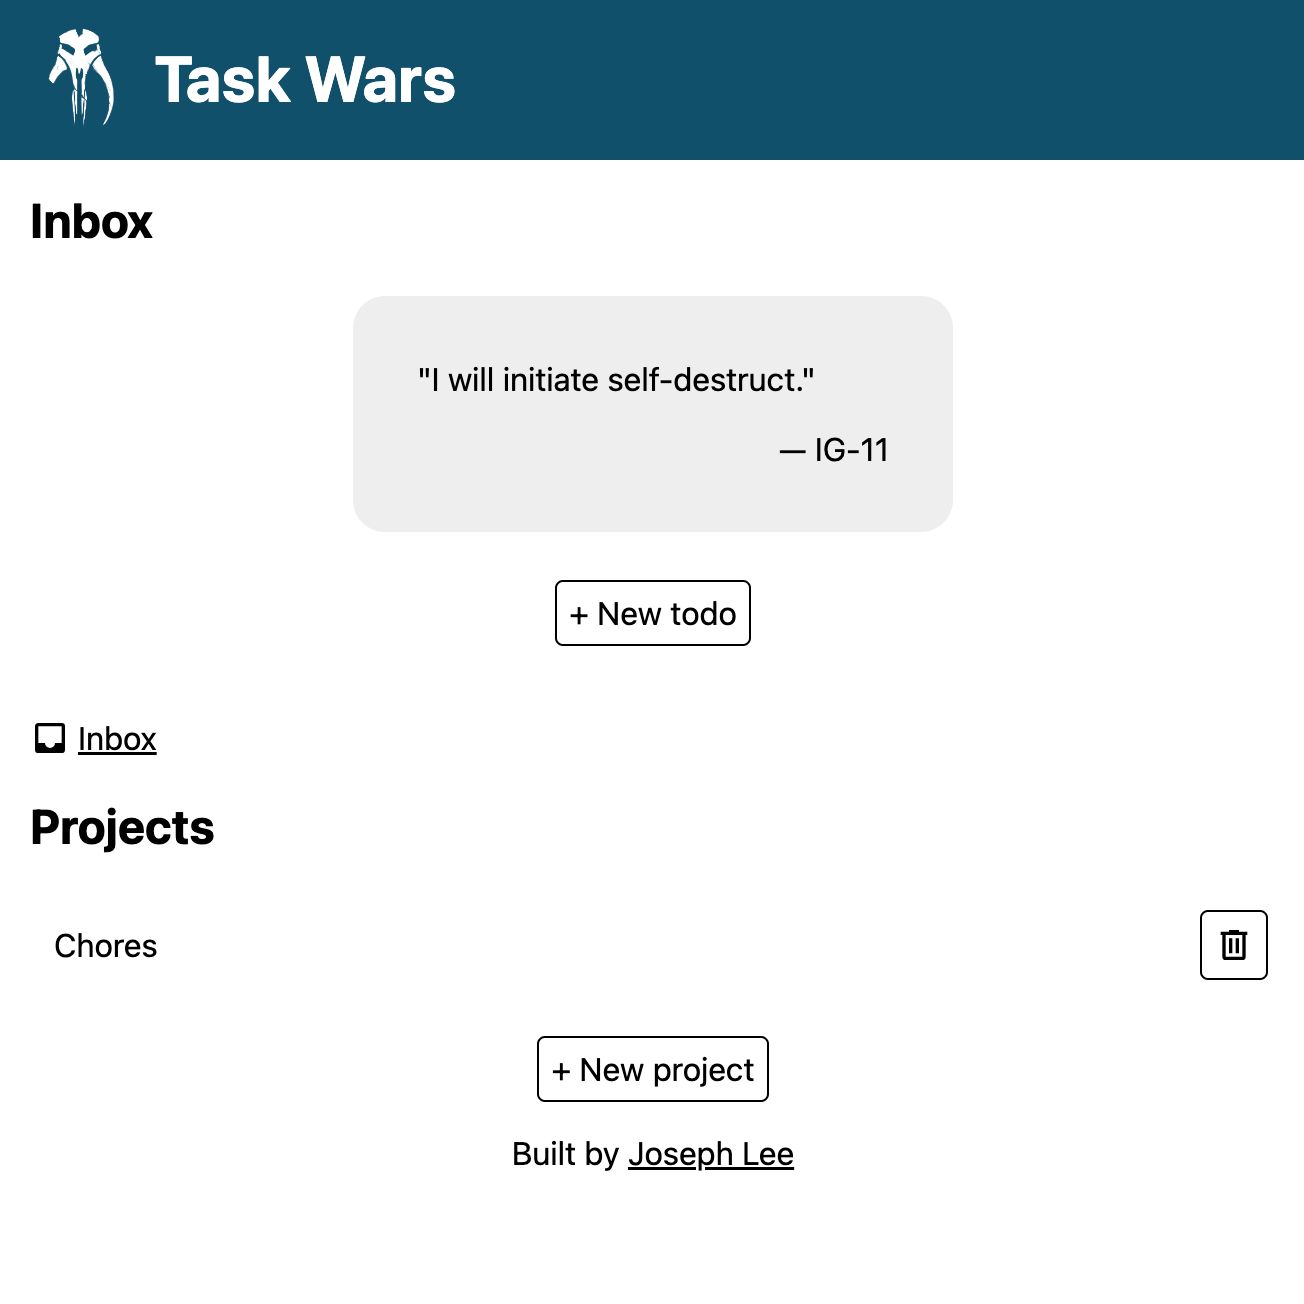 Task Wars
Inbox
"I will initiate self-destruct."
— IG-11
+ New todo
Inbox
Projects
Chores
+ New project
Built by Joseph Lee